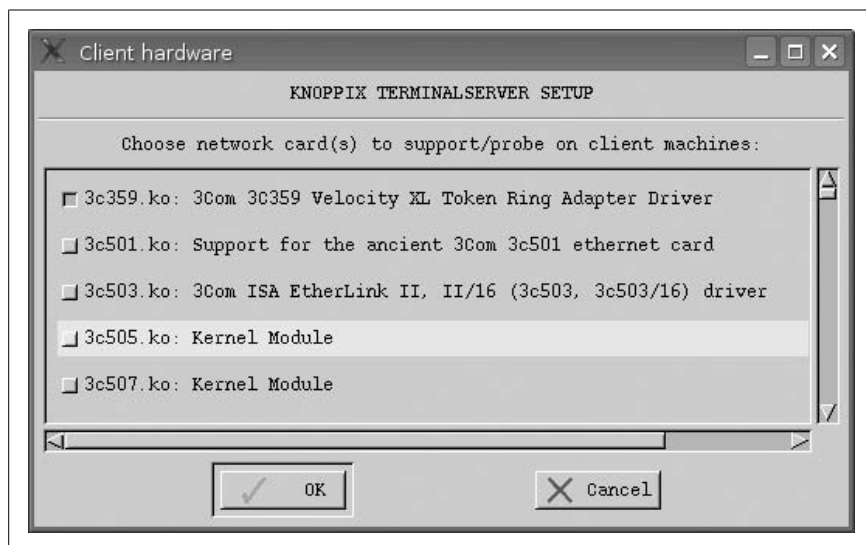 Client hardware
KNOPPIX TERMINALSERVER SETUP
Choose network card(s) to support/probe on client machines:
3c359.ko: 3Com 3C359 Velocity XL Token Ring Adapter Driver
3c501.ko: Support for the ancient 3Com 3c501 ethernet card
3c503.ko: 3Com ISA EtherLink II, II/16 (3c503, 3c503/16) driver
3c505.ko: Kernel Module
3c507.ko: Kernel Module
OK
Cancel